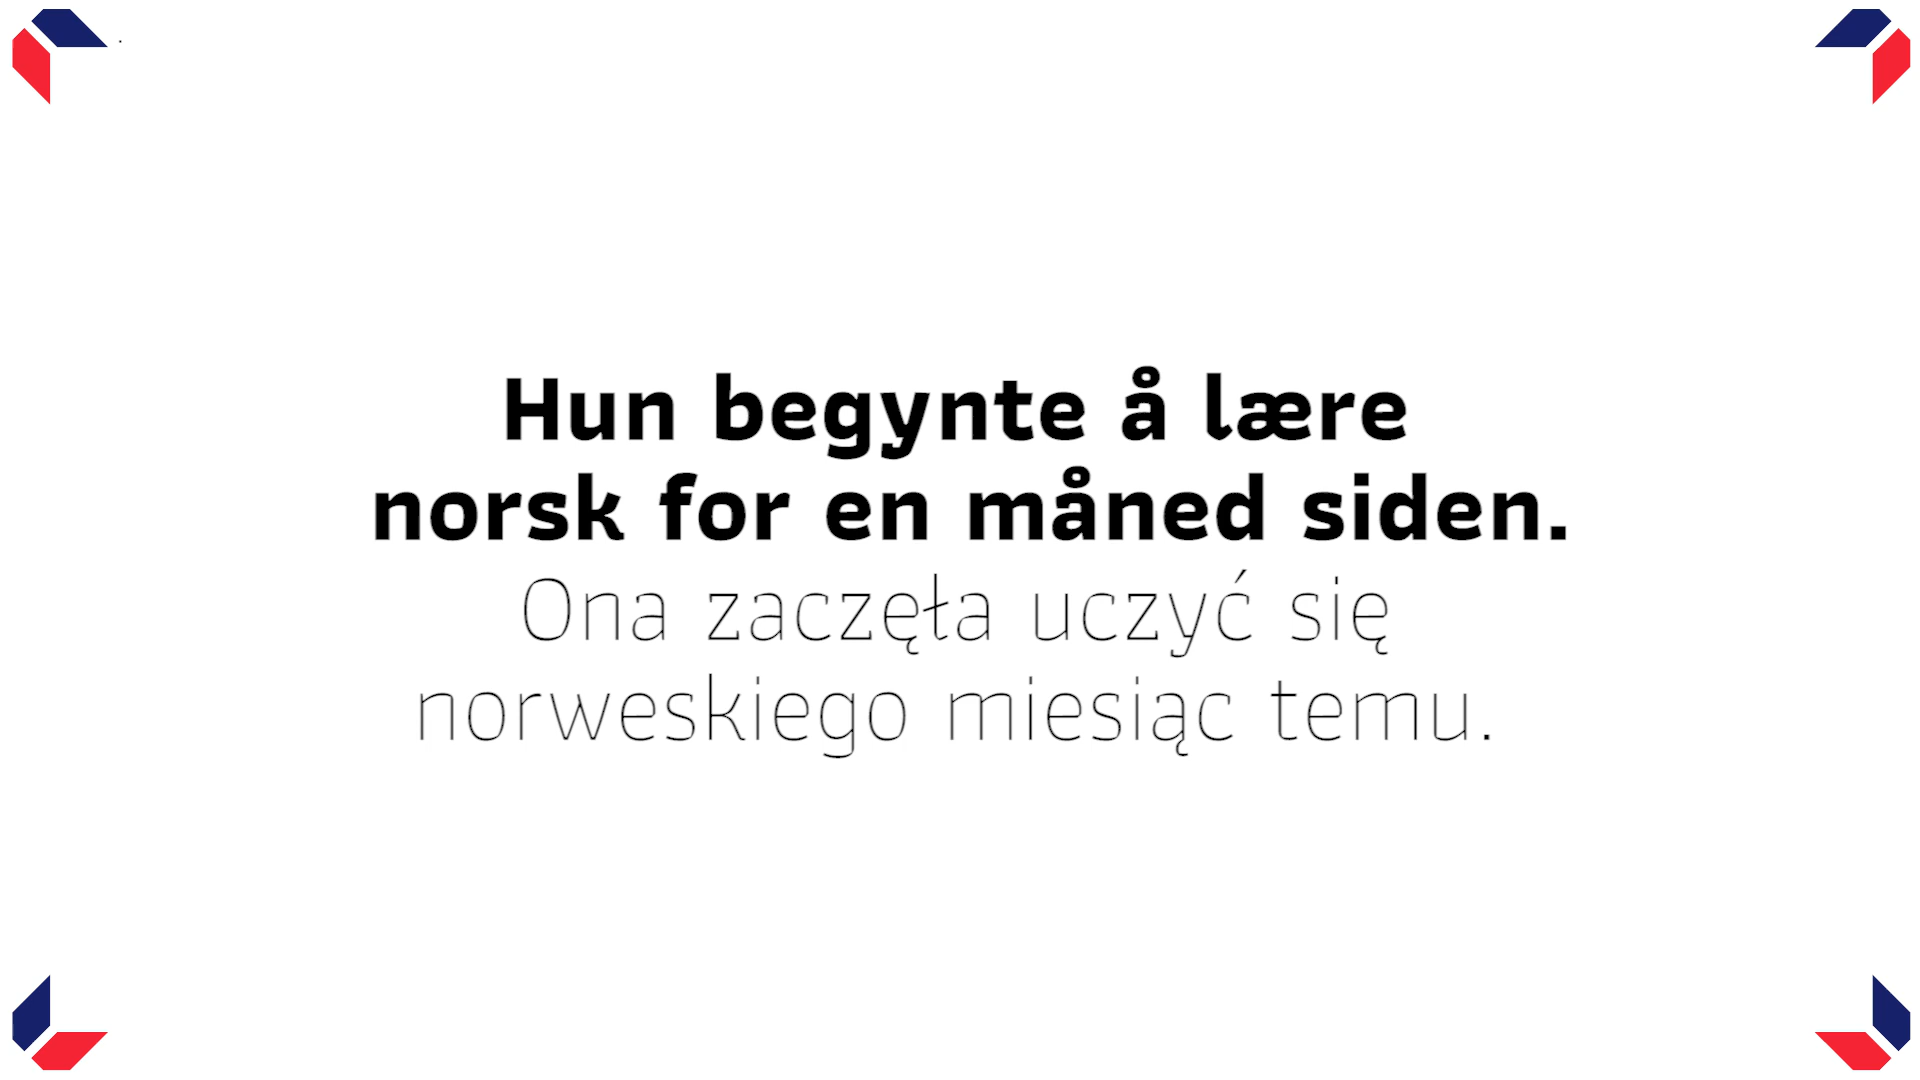 Hun begynte å lære
norsk for en måned siden.
Ona zaczęła uczyć się
norweskiego miesiąc temu.